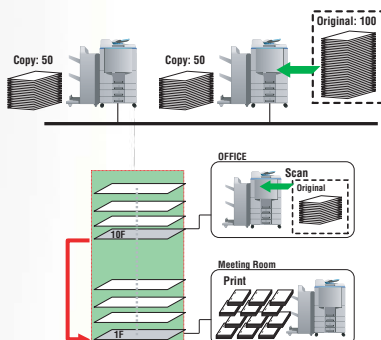 Original: 100
Copy: 50
Copy: 50
OFFICE
Scan
Original
10F
Meeting Room
Print
1F